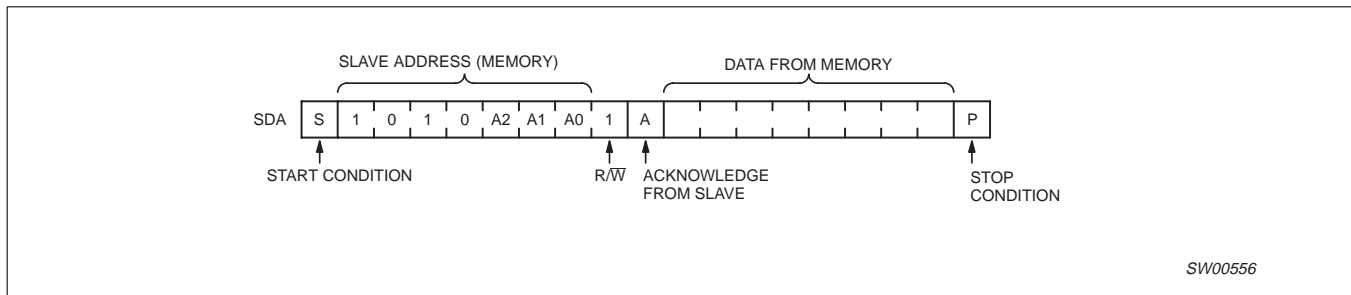 SLAVE ADDRESS (MEMORY) DATA FROM MEMORY
SDA S 1 0 1 0 A2 A1 A0 1 A P
START CONDITION R/W̅ ACKNOWLEDGE FROM SLAVE STOP CONDITION
SW00556